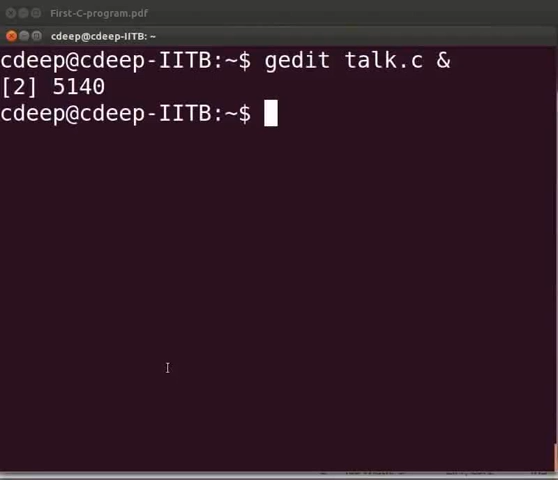 First-C-program.pdf
cdeep@cdeep-IITB: ~
cdeep@cdeep-IITB:~$ gedit talk.c &
[2] 5140
cdeep@cdeep-IITB:~$